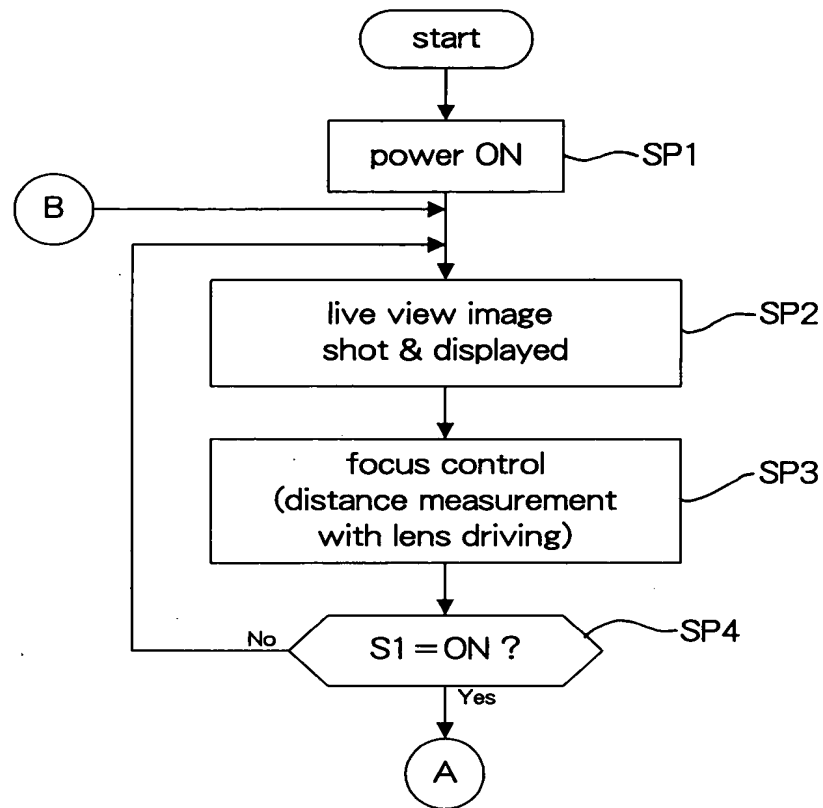 start
power ON
SP1
B
live view image
shot & displayed
SP2
focus control
(distance measurement
with lens driving)
SP3
No
S1=ON ?
SP4
Yes
A